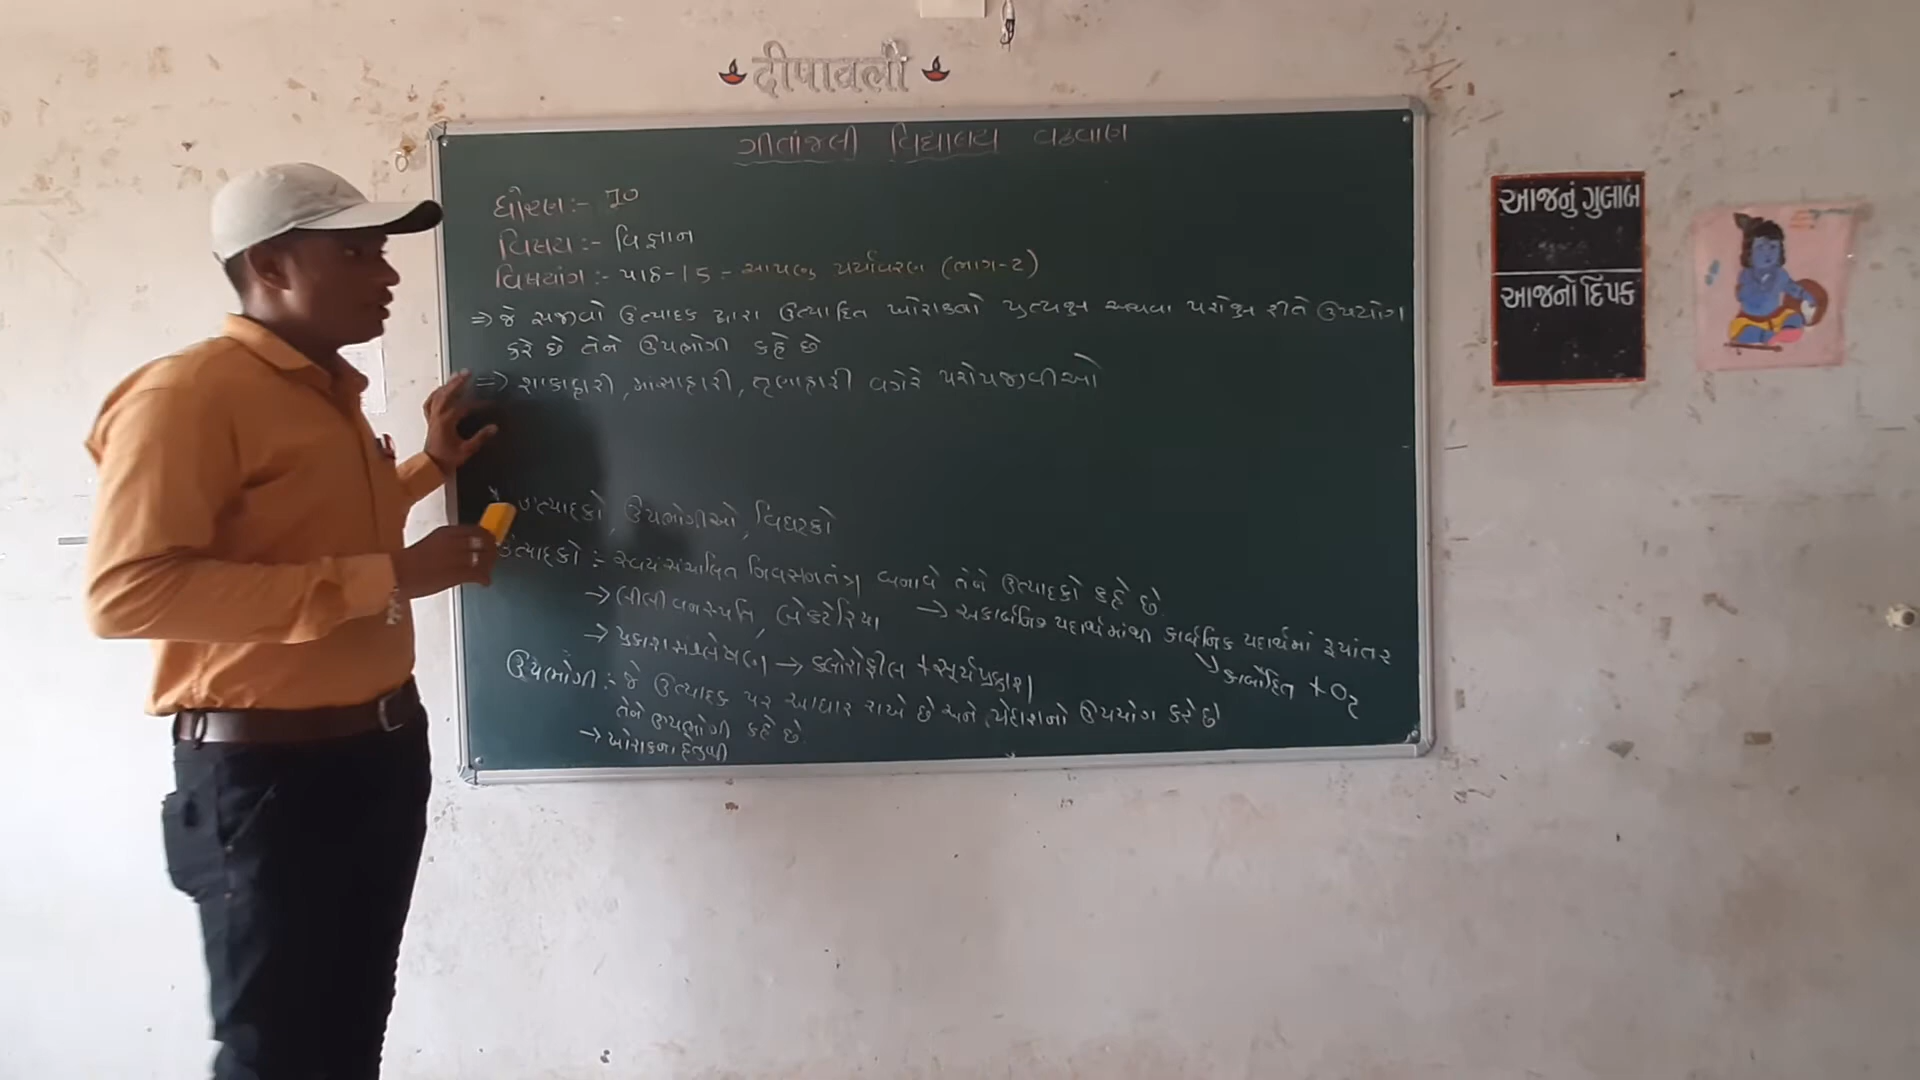 दीपावली
ગીતાંજલી વિદ્યાલય વઢવાણ
ધોરણ :- 10
વિષય :- વિજ્ઞાન
વિષયાંગ :- પાઠ-15 - આપણુ પર્યાવરણ (ભાગ-2)
⇒ જે સજીવો ઉત્પાદક દ્વારા ઉત્પાદિત ખોરાકનો પ્રત્યક્ષ અથવા પરોક્ષ રીતે ઉપયોગ
કરે છે તેને ઉપભોગી કહે છે
⇒ શાકાહારી, માંસાહારી, તૃણાહારી વગેરે પરોપજીવીઓ
* ઉત્પાદકો, ઉપભોગીઓ, વિઘટકો
ઉત્પાદકો :- સ્વયંસંચાલિત નિવસનતંત્ર બનાવે તેને ઉત્પાદકો કહે છે
→ લીલી વનસ્પતિ, બેક્ટેરિયા → અકાર્બનિક પદાર્થમાંથી કાર્બનિક પદાર્થમાં રૂપાંતર
→ પ્રકાશસંશ્લેષણ → ક્લોરોફીલ + સૂર્યપ્રકાશ
કાર્બોદિત + O₂
ઉપભોગી :- જે ઉત્પાદક પર આધાર રાખે છે અને પેદાશનો ઉપયોગ કરે છે
તેને ઉપભોગી કહે છે
→ ખોરાકના હેતુથી
આજનું ગુલાબ
આજનો દિપક